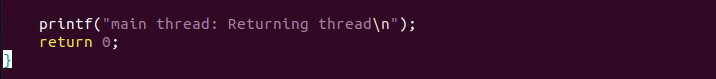 printf("main thread: Returning thread\n");
return 0;
}